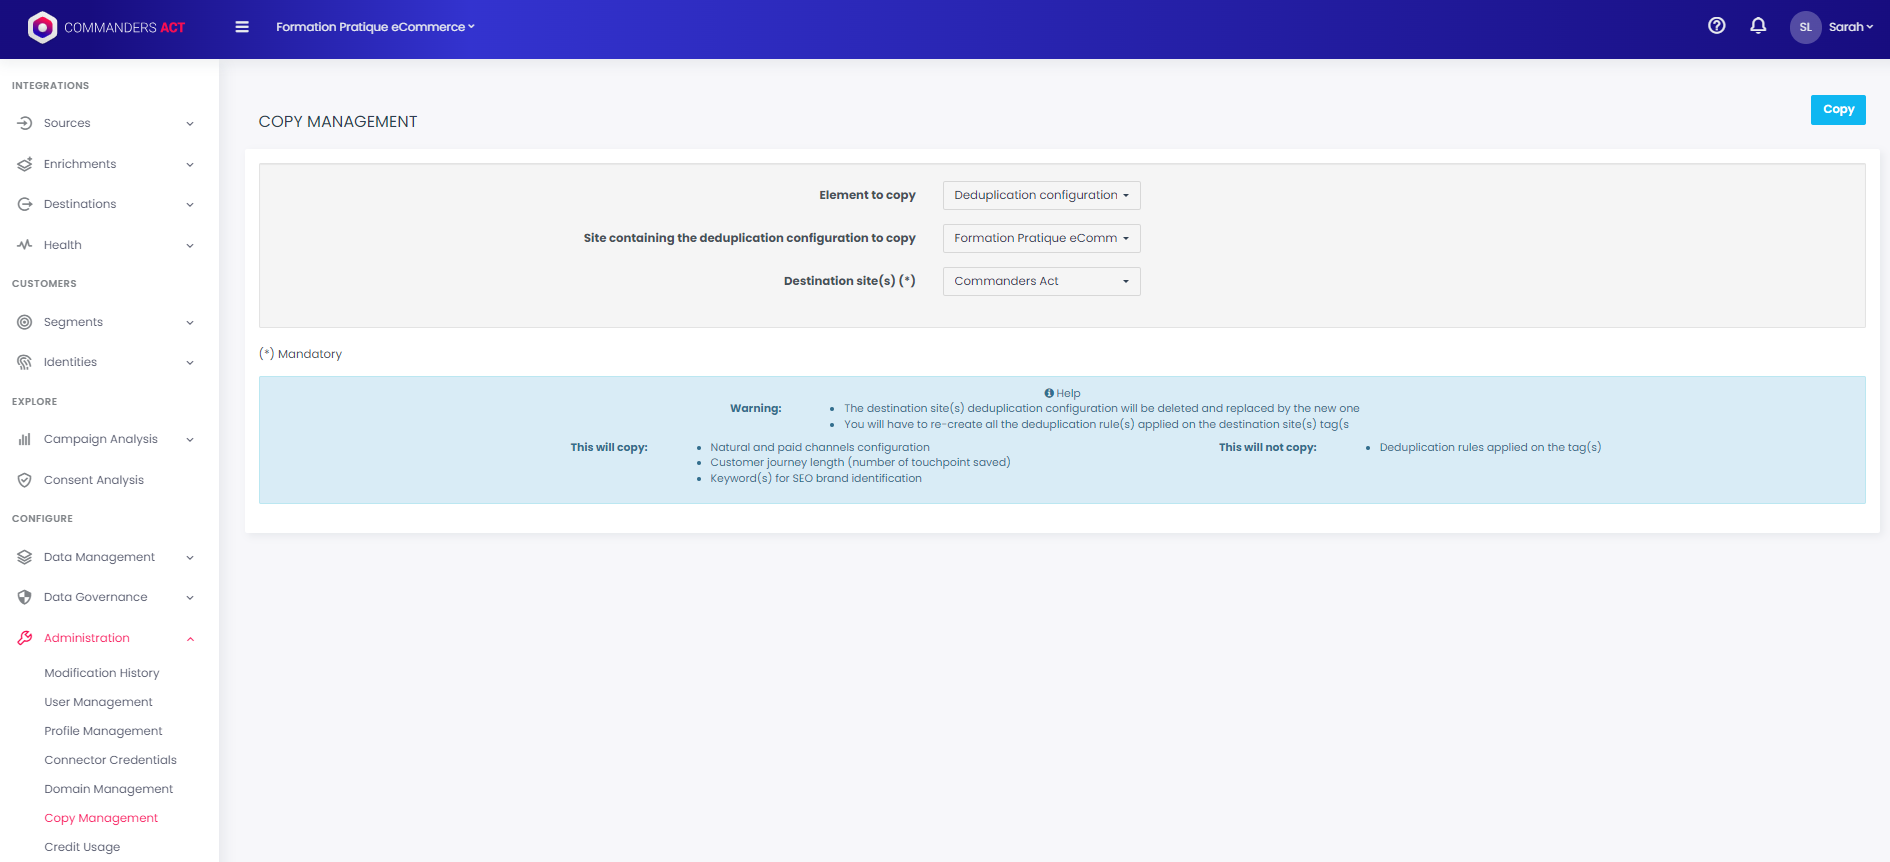 COMMANDERS ACT
Formation Pratique eCommerce
SL
Sarah
INTEGRATIONS
Sources
Enrichments
Destinations
Health
CUSTOMERS
Segments
Identities
EXPLORE
Campaign Analysis
Consent Analysis
CONFIGURE
Data Management
Data Governance
Administration
Modification History
User Management
Profile Management
Connector Credentials
Domain Management
Copy Management
Credit Usage
COPY MANAGEMENT
Copy
Element to copy
Deduplication configuration
Site containing the deduplication configuration to copy
Formation Pratique eComm
Destination site(s) (*)
Commanders Act
(*) Mandatory
Help
Warning:
The destination site(s) deduplication configuration will be deleted and replaced by the new one
You will have to re-create all the deduplication rule(s) applied on the destination site(s) tag(s
This will copy:
Natural and paid channels configuration
Customer journey length (number of touchpoint saved)
Keyword(s) for SEO brand identification
This will not copy:
Deduplication rules applied on the tag(s)